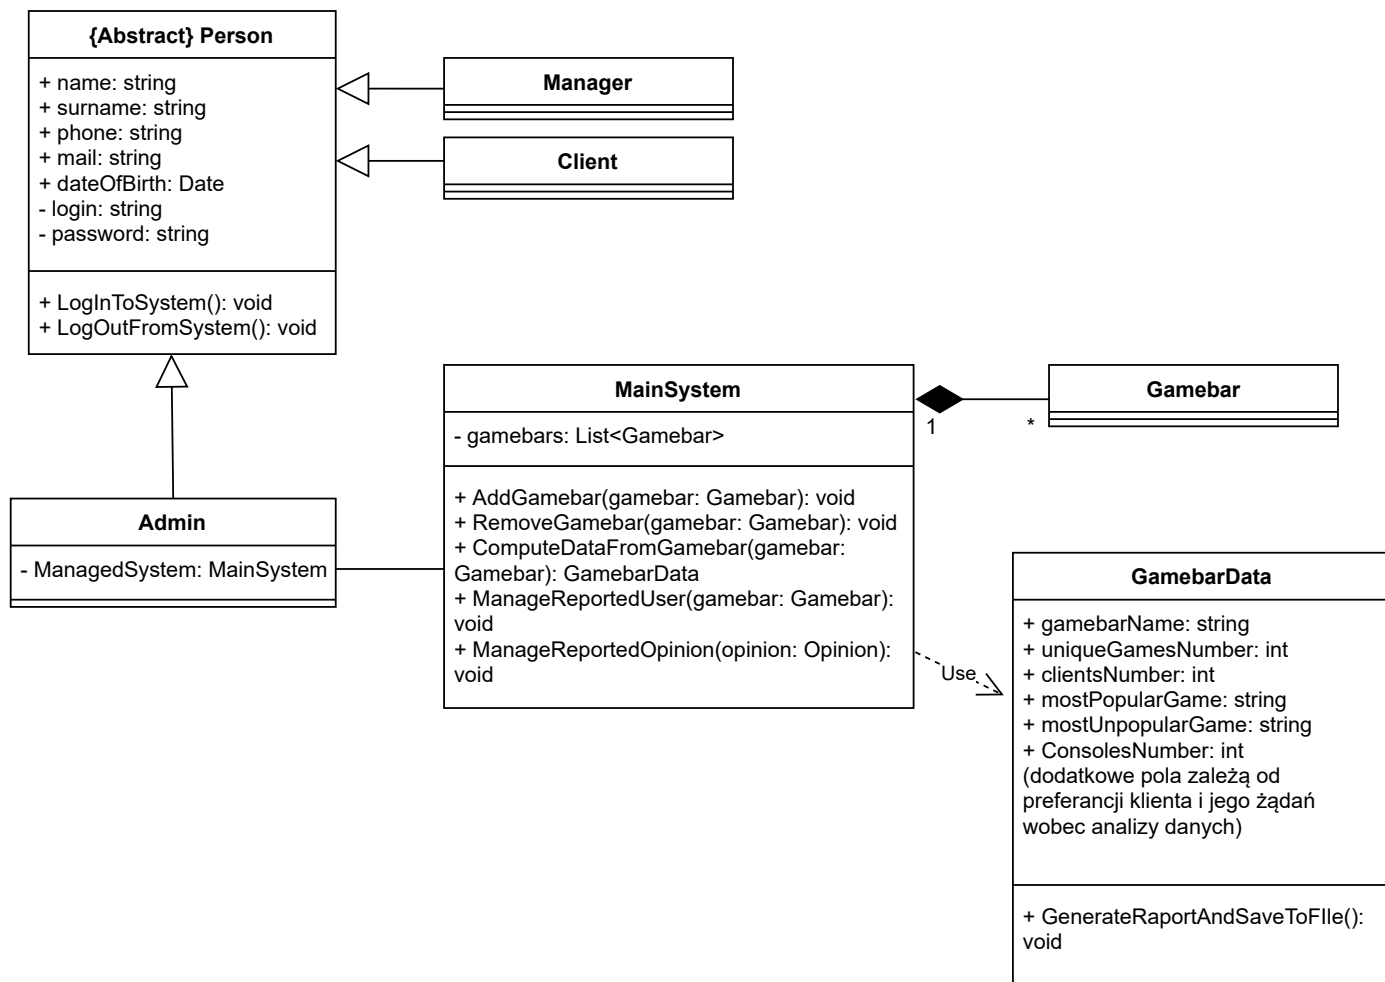 {Abstract} Person
+ name: string
+ surname: string
+ phone: string
+ mail: string
+ dateOfBirth: Date
- login: string
- password: string
+ LogInToSystem(): void
+ LogOutFromSystem(): void
Manager
Client
Admin
- ManagedSystem: MainSystem
MainSystem
- gamebars: List<Gamebar>
+ AddGamebar(gamebar: Gamebar): void
+ RemoveGamebar(gamebar: Gamebar): void
+ ComputeDataFromGamebar(gamebar:
Gamebar): GamebarData
+ ManageReportedUser(gamebar: Gamebar):
void
+ ManageReportedOpinion(opinion: Opinion):
void
1
*
Gamebar
Use
GamebarData
+ gamebarName: string
+ uniqueGamesNumber: int
+ clientsNumber: int
+ mostPopularGame: string
+ mostUnpopularGame: string
+ ConsolesNumber: int
(dodatkowe pola zależą od
preferancji klienta i jego żądań
wobec analizy danych)
+ GenerateRaportAndSaveToFIle():
void